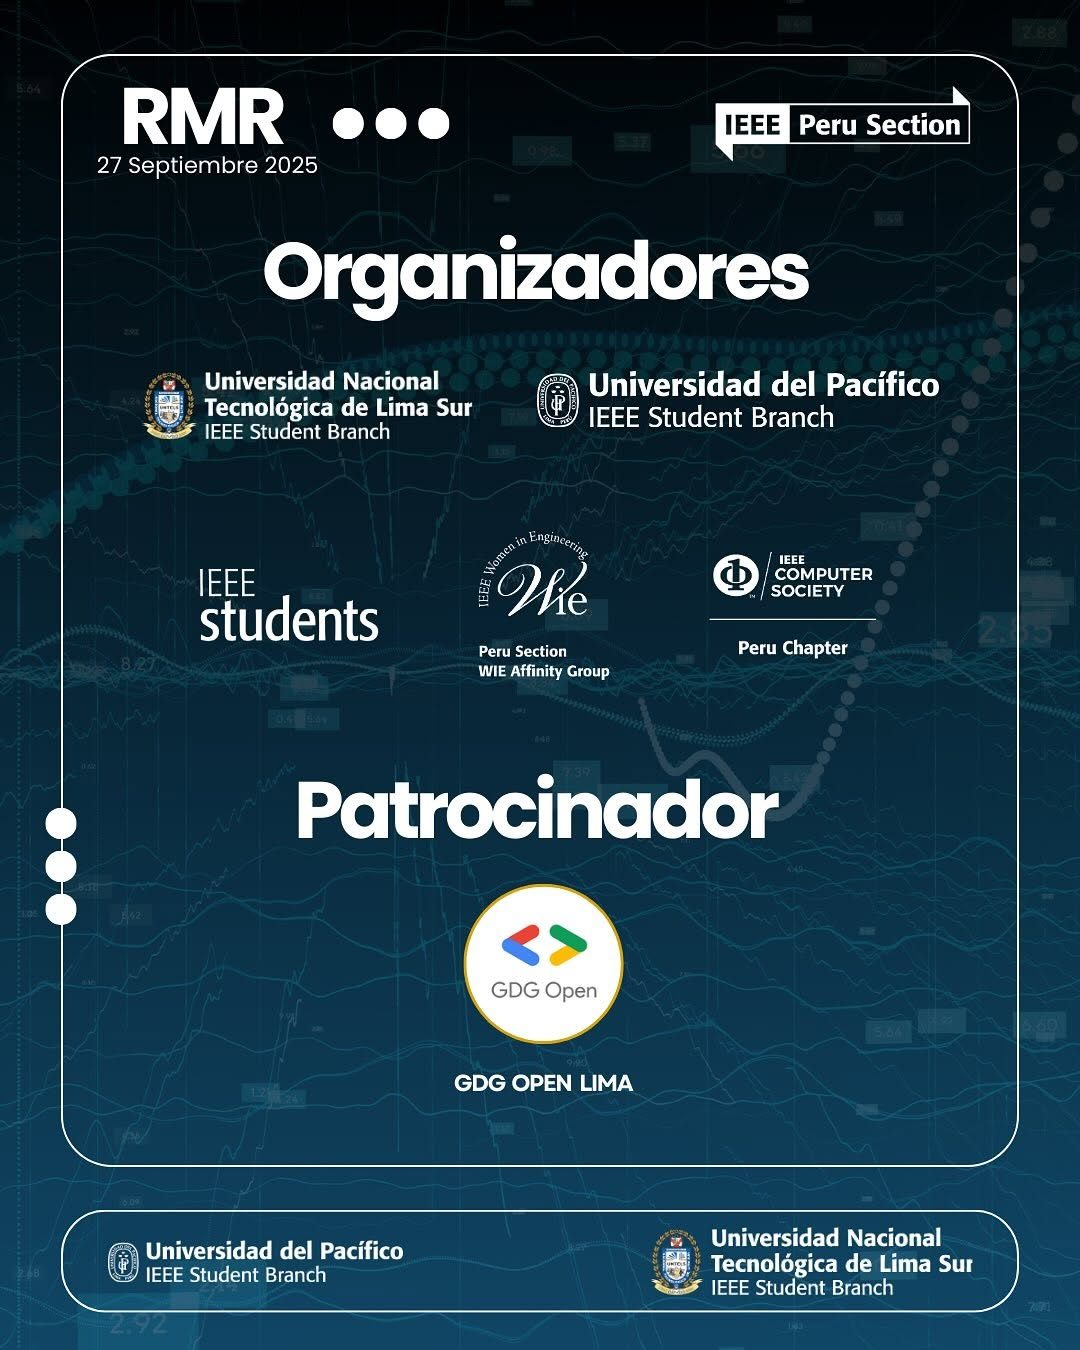 RMR
27 Septiembre 2025
IEEE Peru Section
Organizadores
Universidad Nacional
Tecnológica de Lima Sur
IEEE Student Branch
Universidad del Pacífico
IEEE Student Branch
IEEE
students
IEEE Women in Engineering
Wie
Peru Section
WIE Affinity Group
IEEE
COMPUTER
SOCIETY
Peru Chapter
Patrocinador
GDG Open
GDG OPEN LIMA
Universidad del Pacífico
IEEE Student Branch
Universidad Nacional
Tecnológica de Lima Sur
IEEE Student Branch